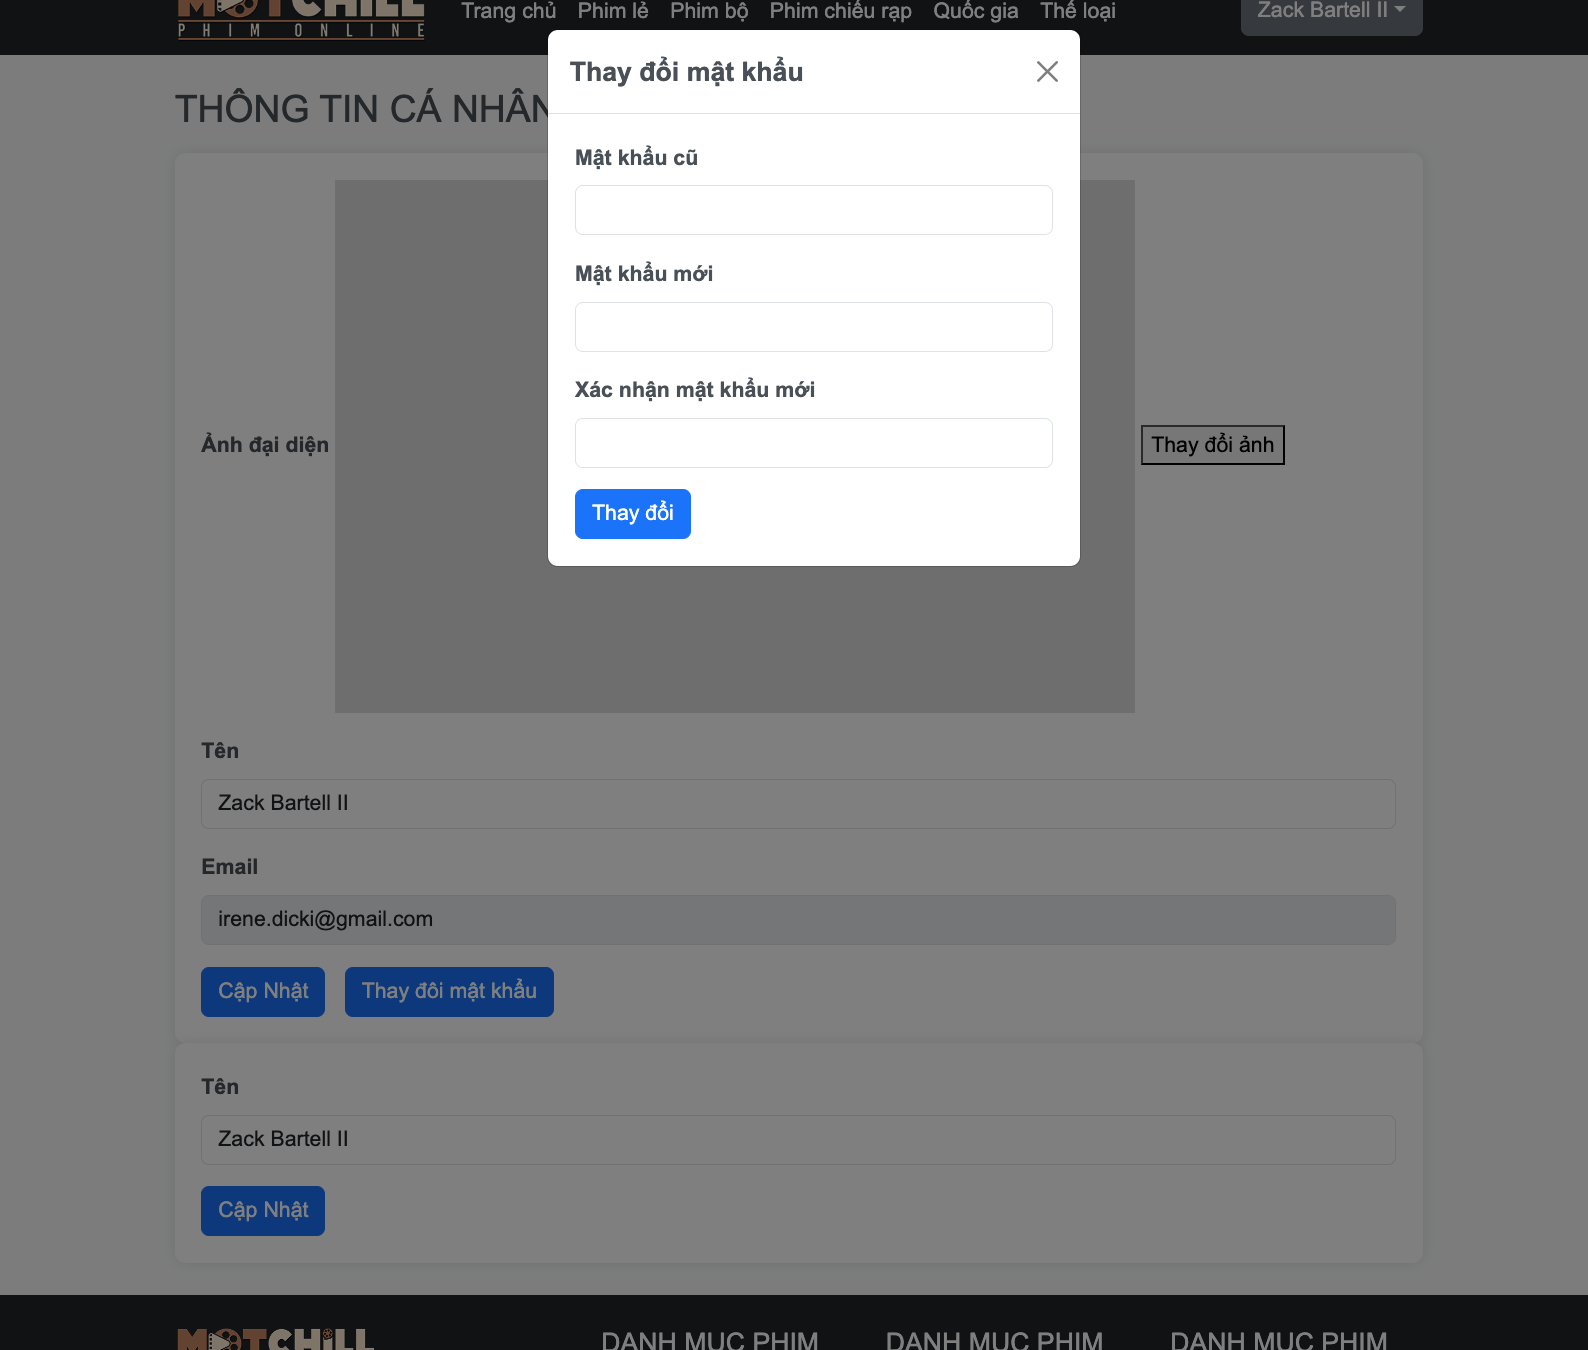 MOTCHILL
PHIM ONLINE
Trang chủ Phim lẻ Phim bộ Phim chiếu rạp Quốc gia Thể loại
Zack Bartell II
THÔNG TIN CÁ NHÂN
Thay đổi mật khẩu
Mật khẩu cũ
Mật khẩu mới
Xác nhận mật khẩu mới
Thay đổi
Ảnh đại diện
Thay đổi ảnh
Tên
Zack Bartell II
Email
irene.dicki@gmail.com
Cập Nhật
Thay đôi mật khẩu
Tên
Zack Bartell II
Cập Nhật
MOTCHILL
DANH MỤC PHIM
DANH MỤC PHIM
DANH MỤC PHIM